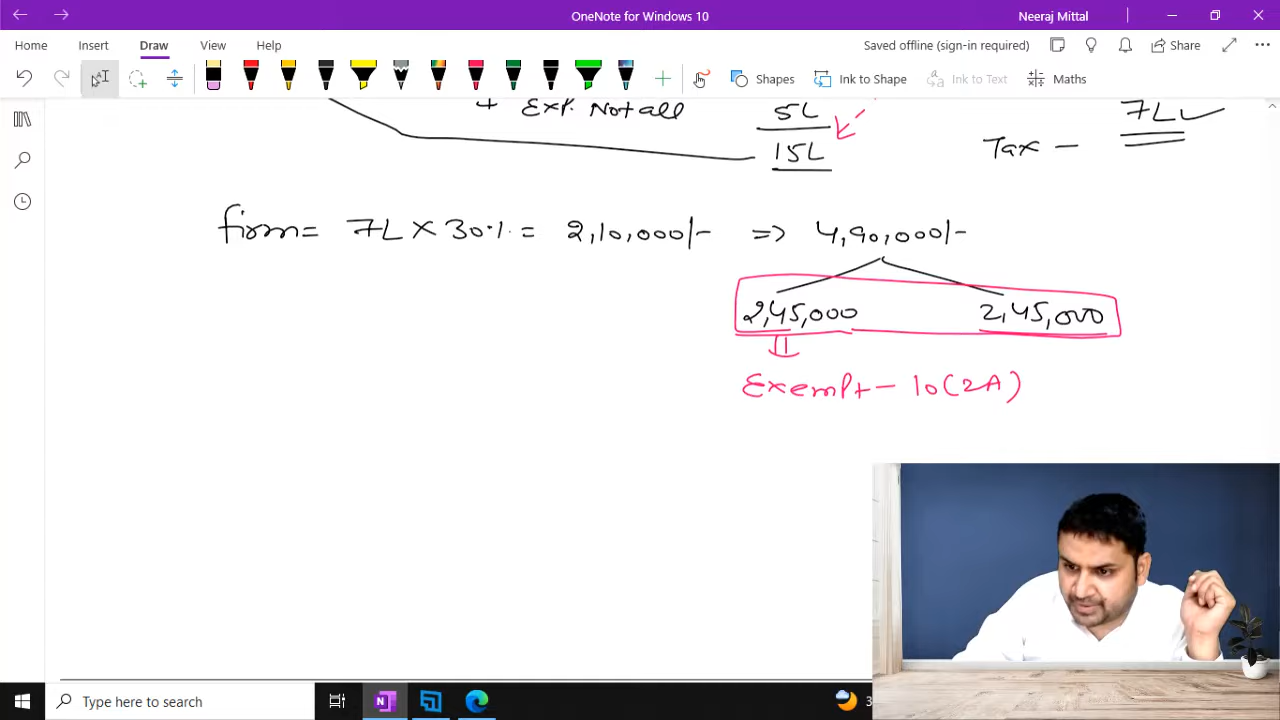 OneNote for Windows 10
Neeraj Mittal
Home Insert Draw View Help
Saved offline (sign-in required)
Share
Shapes
Ink to Shape
Ink to Text
Maths
+ Exp. Not all 5L
15L
7L
Tax -
firm = 7L × 30% = 2,10,000/- => 4,90,000/-
2,45,000 2,45,000
Exempt - 10(2A)
Type here to search
3